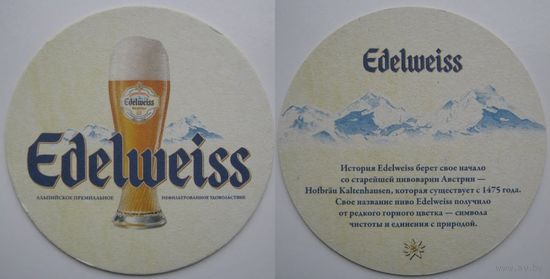 Edelweiss
Edelweiss
АЛЬПИЙСКОЕ ПРЕМИАЛЬНОЕ НЕФИЛЬТРОВАННОЕ УДОВОЛЬСТВИЕ
Edelweiss
История Edelweiss берет свое начало
со старейшей пивоварни Австрии —
Hofbräu Kaltenhausen, которая существует с 1475 года.
Свое название пиво Edelweiss получило
от редкого горного цветка — символа
чистоты и единения с природой.